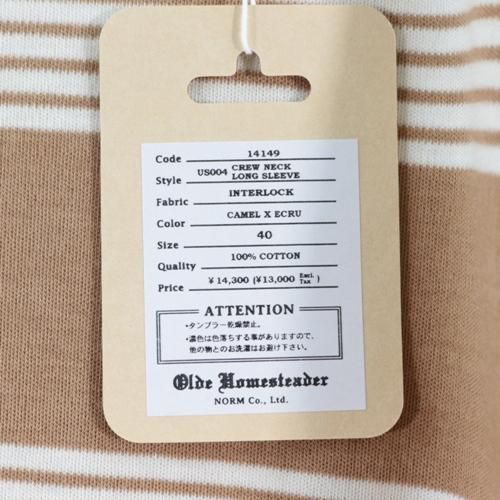 Code 14149
Style US004 CREW NECK
LONG SLEEVE
Fabric INTERLOCK
Color CAMEL X ECRU
Size 40
Quality 100% COTTON
Price ¥14,300 (¥13,000 Excl. Tax)
ATTENTION
・タンブラー乾燥禁止。
・濃色は色落ちする事がありますので、
他の物とのお洗濯はお避け下さい。
Olde Homesteader
NORM Co., Ltd.